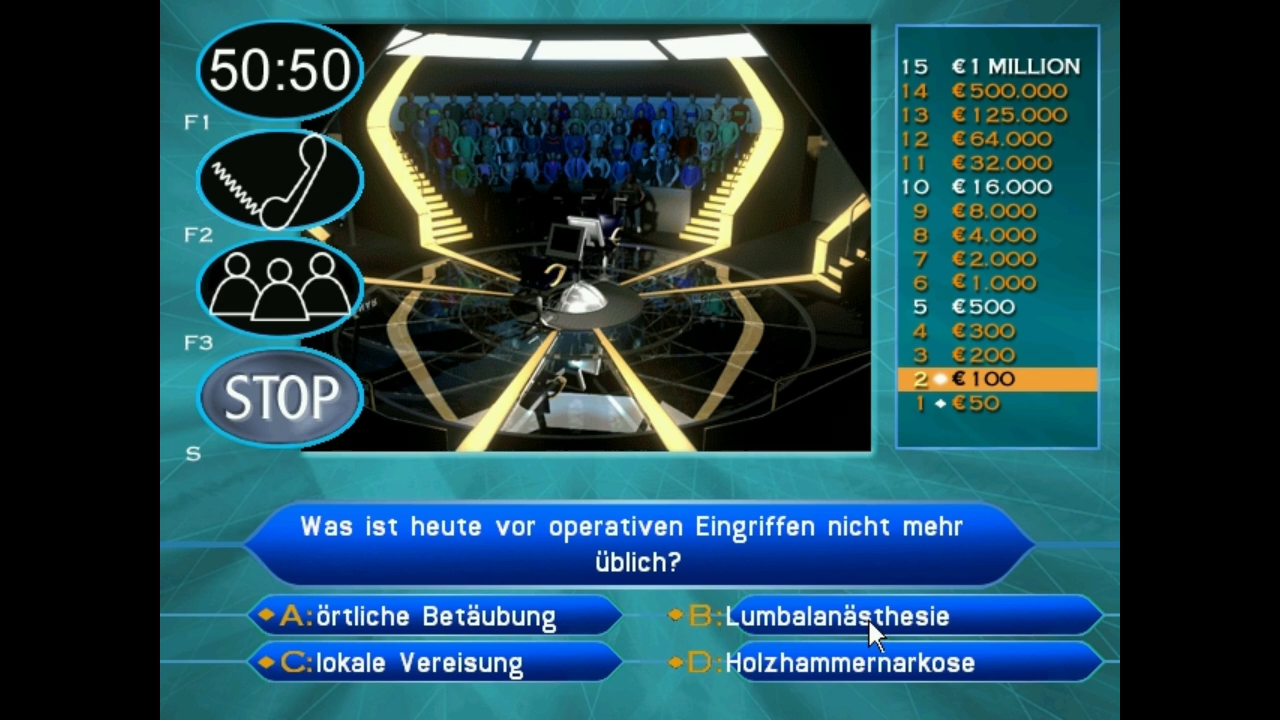 50:50
F1
F2
F3
STOP
S
15 €1 MILLION
14 €500.000
13 €125.000
12 €64.000
11 €32.000
10 €16.000
9 €8.000
8 €4.000
7 €2.000
6 €1.000
5 €500
4 €300
3 €200
2 €100
1 €50
Was ist heute vor operativen Eingriffen nicht mehr
üblich?
A:örtliche Betäubung
B:Lumbalanästhesie
C:lokale Vereisung
D:Holzhammernarkose